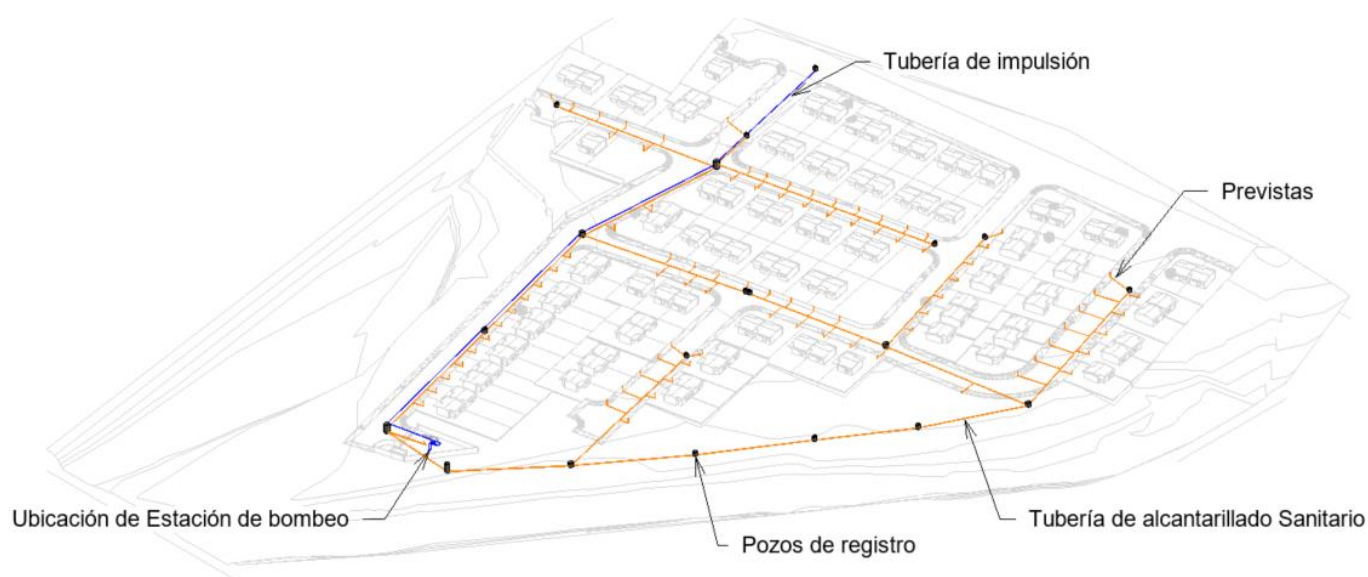 Tubería de impulsión
Previstas
Ubicación de Estación de bombeo
Tubería de alcantarillado Sanitario
Pozos de registro